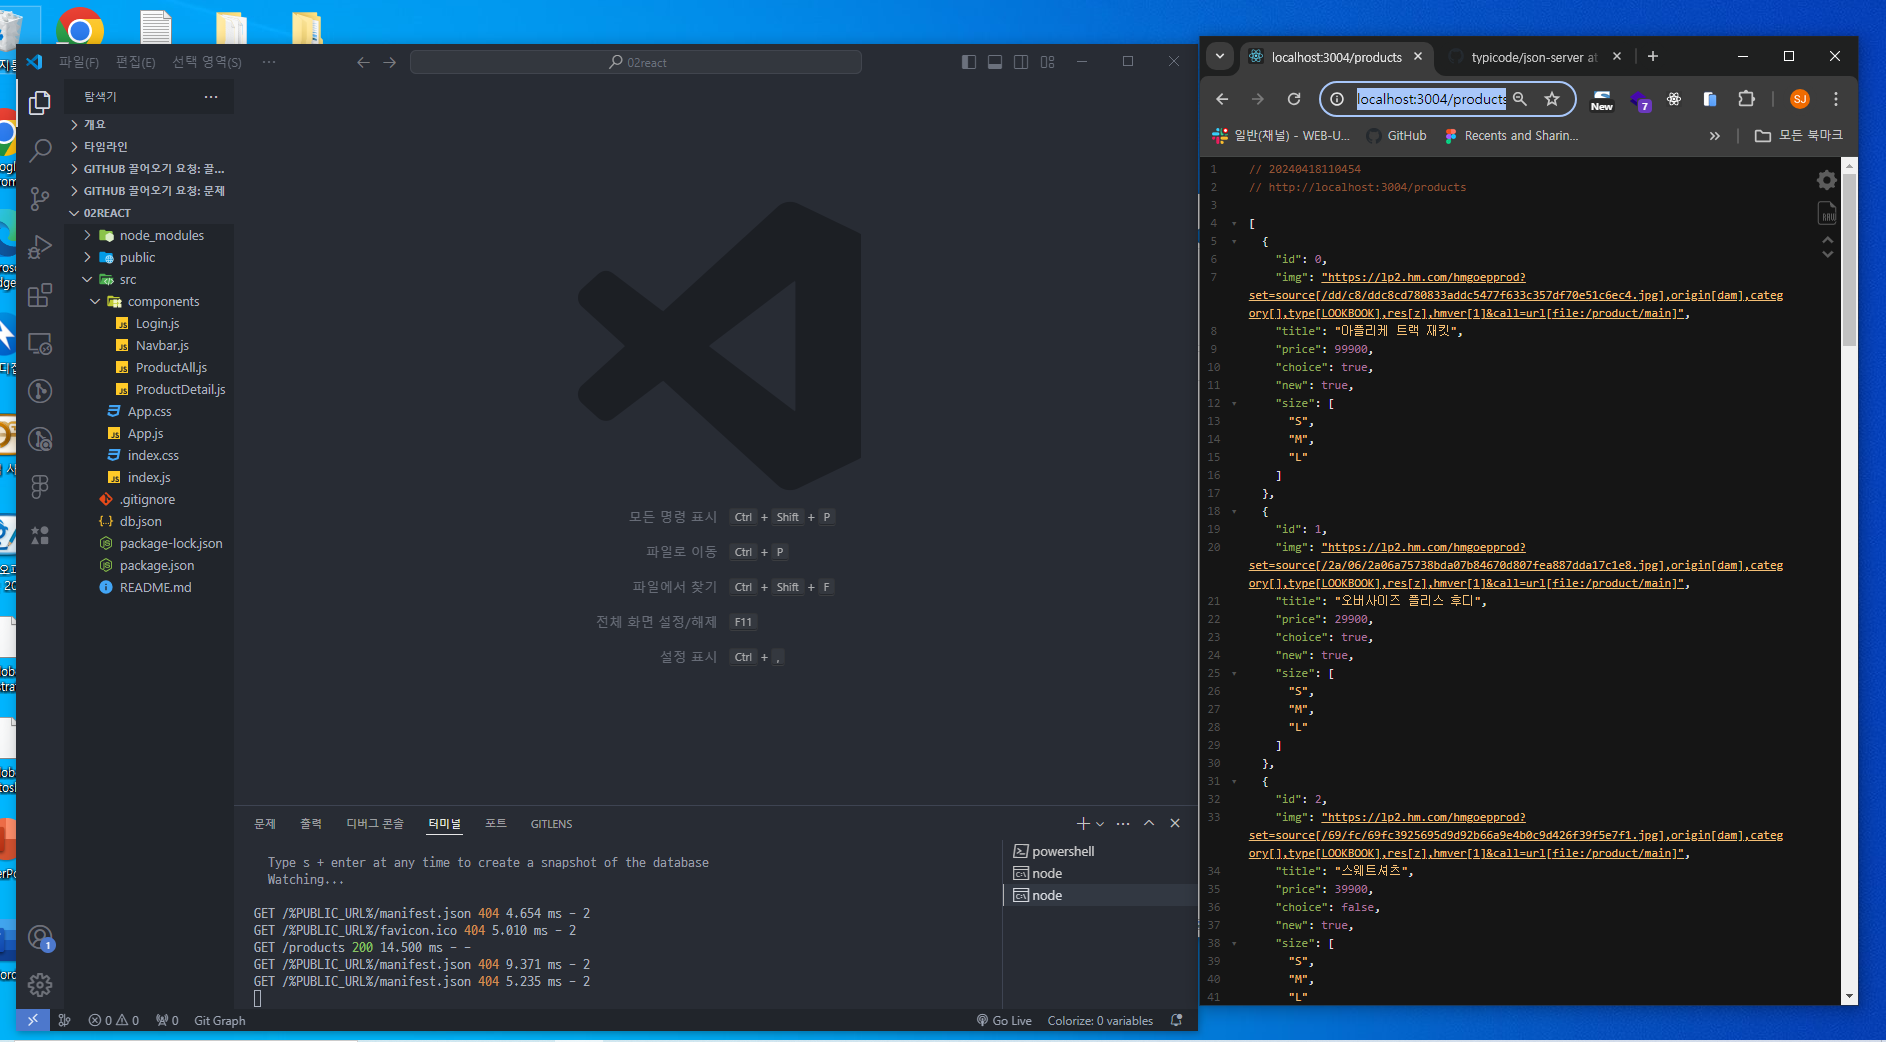 파일(F) 편집(E) 선택 영역(S) ···
02react
탐색기
개요
타임라인
GITHUB 끌어오기 요청: 끌...
GITHUB 끌어오기 요청: 문제
02REACT
node_modules
public
src
components
Login.js
Navbar.js
ProductAll.js
ProductDetail.js
App.css
App.js
index.css
index.js
.gitignore
db.json
package-lock.json
package.json
README.md
모든 명령 표시 Ctrl + Shift + P
파일로 이동 Ctrl + P
파일에서 찾기 Ctrl + Shift + F
전체 화면 설정/해제 F11
설정 표시 Ctrl + ,
문제 출력 디버그 콘솔 터미널 포트 GITLENS
Type s + enter at any time to create a snapshot of the database
Watching...
GET /%PUBLIC_URL%/manifest.json 404 4.654 ms - 2
GET /%PUBLIC_URL%/favicon.ico 404 5.010 ms - 2
GET /products 200 14.500 ms - -
GET /%PUBLIC_URL%/manifest.json 404 9.371 ms - 2
GET /%PUBLIC_URL%/manifest.json 404 5.235 ms - 2
powershell
node
node
1
0 0 0 Git Graph
Go Live Colorize: 0 variables
localhost:3004/products
typicode/json-server at
localhost:3004/products
New
7
SJ
일반(채널) - WEB-U...
GitHub
Recents and Sharin...
모든 북마크
RAW
1 // 20240418110454
2 // http://localhost:3004/products
3
4 [
5 {
6 "id": 0,
7 "img": "https://lp2.hm.com/hmgoepprod?
set=source[/dd/c8/ddc8cd780833addc5477f633c357df70e51c6ec4.jpg],origin[dam],categ
ory[],type[LOOKBOOK],res[z],hmver[1]&call=url[file:/product/main]",
8 "title": "아플리케 트랙 재킷",
9 "price": 99900,
10 "choice": true,
11 "new": true,
12 "size": [
13 "S",
14 "M",
15 "L"
16 ]
17 },
18 {
19 "id": 1,
20 "img": "https://lp2.hm.com/hmgoepprod?
set=source[/2a/06/2a06a75738bda07b84670d807fea887dda17c1e8.jpg],origin[dam],categ
ory[],type[LOOKBOOK],res[z],hmver[1]&call=url[file:/product/main]",
21 "title": "오버사이즈 플리스 후디",
22 "price": 29900,
23 "choice": true,
24 "new": true,
25 "size": [
26 "S",
27 "M",
28 "L"
29 ]
30 },
31 {
32 "id": 2,
33 "img": "https://lp2.hm.com/hmgoepprod?
set=source[/69/fc/69fc3925695d9d92b66a9e4b0c9d426f39f5e7f1.jpg],origin[dam],categ
ory[],type[LOOKBOOK],res[z],hmver[1]&call=url[file:/product/main]",
34 "title": "스웨트셔츠",
35 "price": 39900,
36 "choice": false,
37 "new": true,
38 "size": [
39 "S",
40 "M",
41 "L"